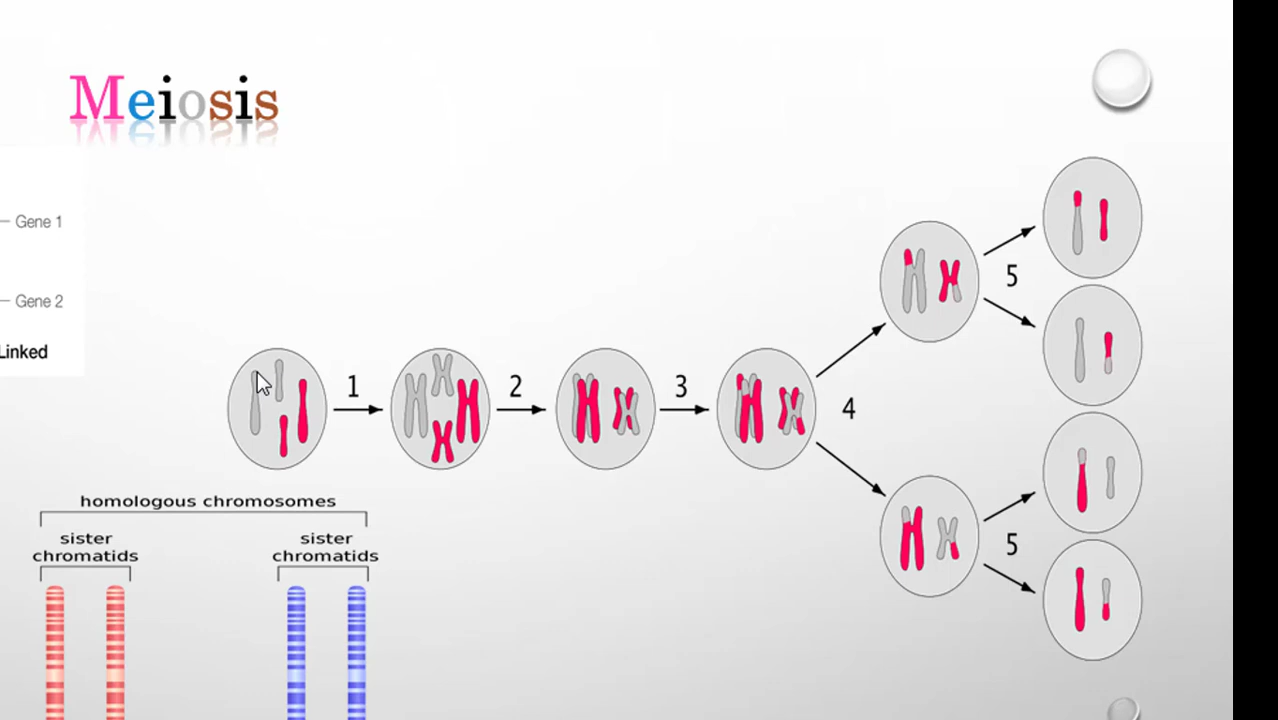 Meiosis
Gene 1
Gene 2
Linked
1
2
3
4
5
5
homologous chromosomes
sister
chromatids
sister
chromatids